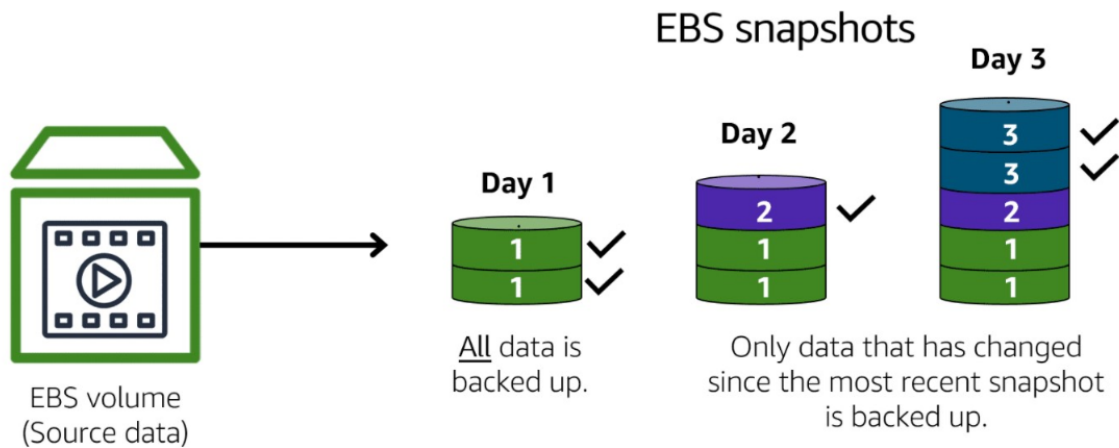 EBS snapshots
Day 1
Day 2
Day 3
1
1
2
1
1
3
3
2
1
1
EBS volume
(Source data)
All data is
backed up.
Only data that has changed
since the most recent snapshot
is backed up.